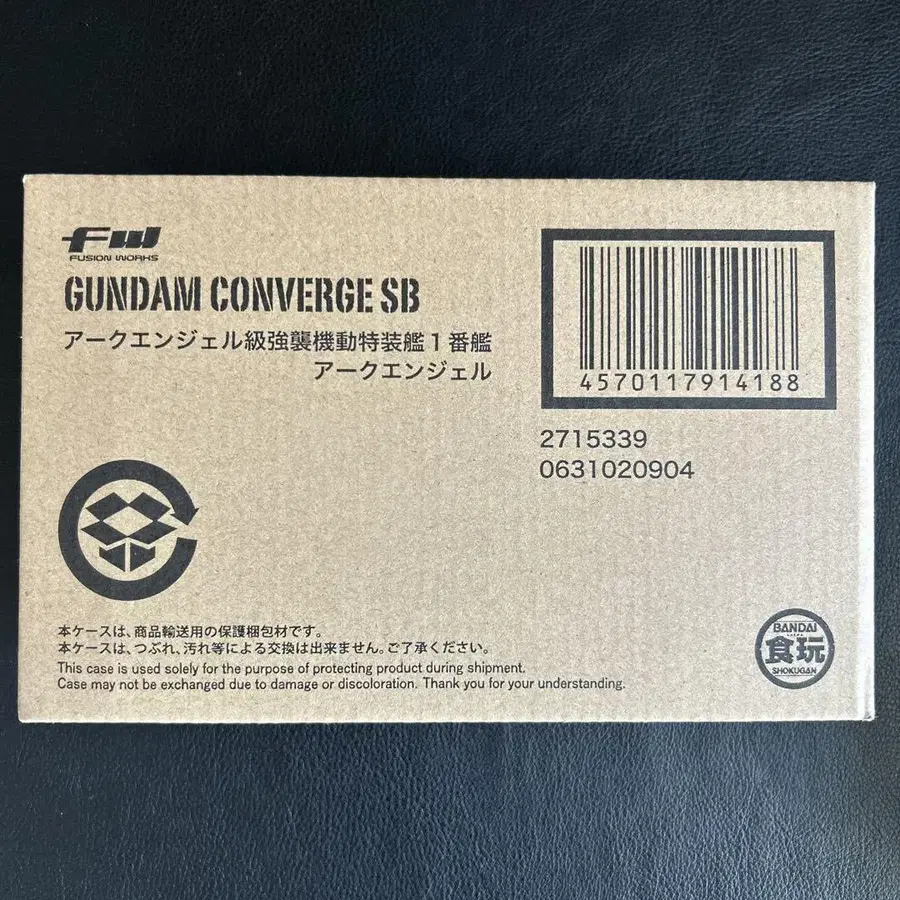 FW
FUSION WORKS
GUNDAM CONVERGE SB
アークエンジェル級強襲機動特装艦1番艦
アークエンジェル
4570117914188
2715339
0631020904
本ケースは、商品輸送用の保護梱包材です。
本ケースは、つぶれ、汚れ等による交換は出来ません。ご了承ください。
This case is used solely for the purpose of protecting product during shipment.
Case may not be exchanged due to damage or discoloration. Thank you for your understanding.
BANDAI
食玩
SHOKUGAN